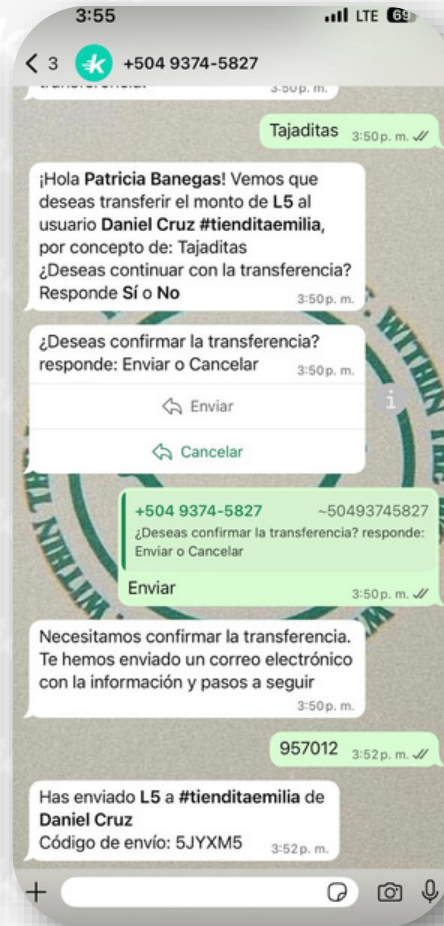 3:55
LTE 69
3
+504 9374-5827
3:50 p. m.
Tajaditas 3:50 p. m.
¡Hola Patricia Banegas! Vemos que
deseas transferir el monto de L5 al
usuario Daniel Cruz #tienditaemilia,
por concepto de: Tajaditas
¿Deseas continuar con la transferencia?
Responde Sí o No
3:50 p. m.
¿Deseas confirmar la transferencia?
responde: Enviar o Cancelar
3:50 p. m.
Enviar
Cancelar
+504 9374-5827 ~50493745827
¿Deseas confirmar la transferencia? responde:
Enviar o Cancelar
Enviar
3:50 p. m.
Necesitamos confirmar la transferencia.
Te hemos enviado un correo electrónico
con la información y pasos a seguir
3:50 p. m.
957012 3:52 p. m.
Has enviado L5 a #tienditaemilia de
Daniel Cruz
Código de envío: 5JYXM5
3:52 p. m.
WITHIN THE
WITHIN